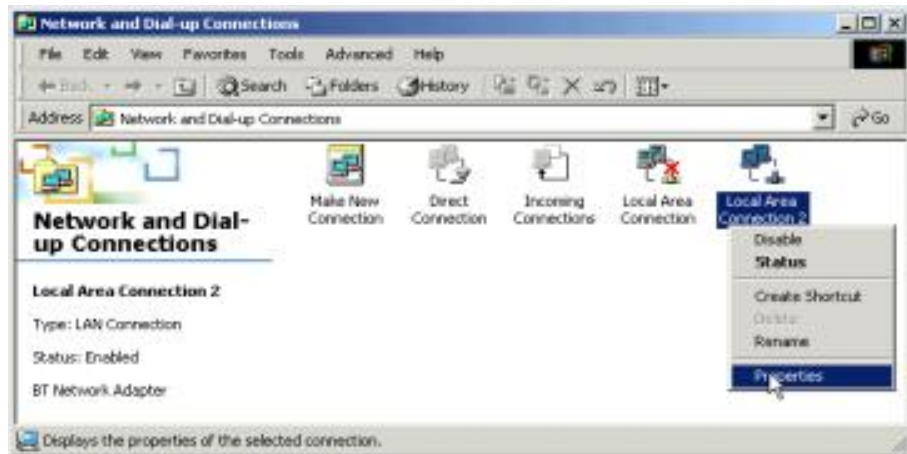 Network and Dial-up Connections
File Edit View Favorites Tools Advanced Help
Back Search Folders History
Address Network and Dial-up Connections Go
Make New Connection
Direct Connection
Incoming Connections
Local Area Connection
Local Area Connection 2
Network and Dial-
up Connections
Local Area Connection 2
Type: LAN Connection
Status: Enabled
BT Network Adapter
Disable
Status
Create Shortcut
Delete
Rename
Properties
Displays the properties of the selected connection.